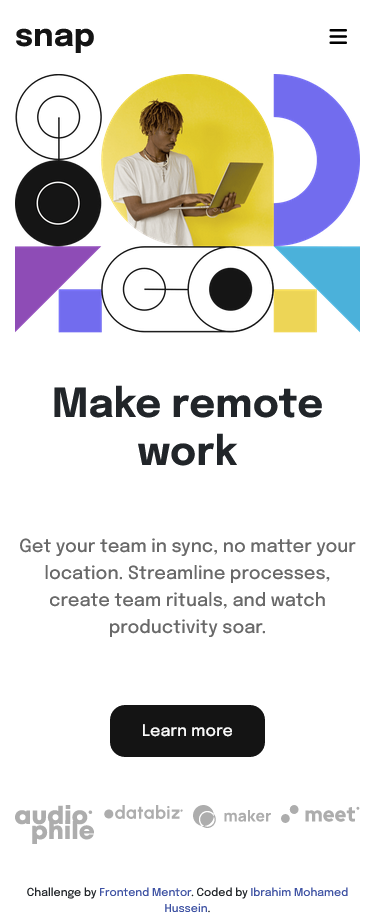 snap
Make remote
work
Get your team in sync, no matter your
location. Streamline processes,
create team rituals, and watch
productivity soar.
Learn more
audiophile databiz maker meet
Challenge by Frontend Mentor. Coded by Ibrahim Mohamed
Hussein.